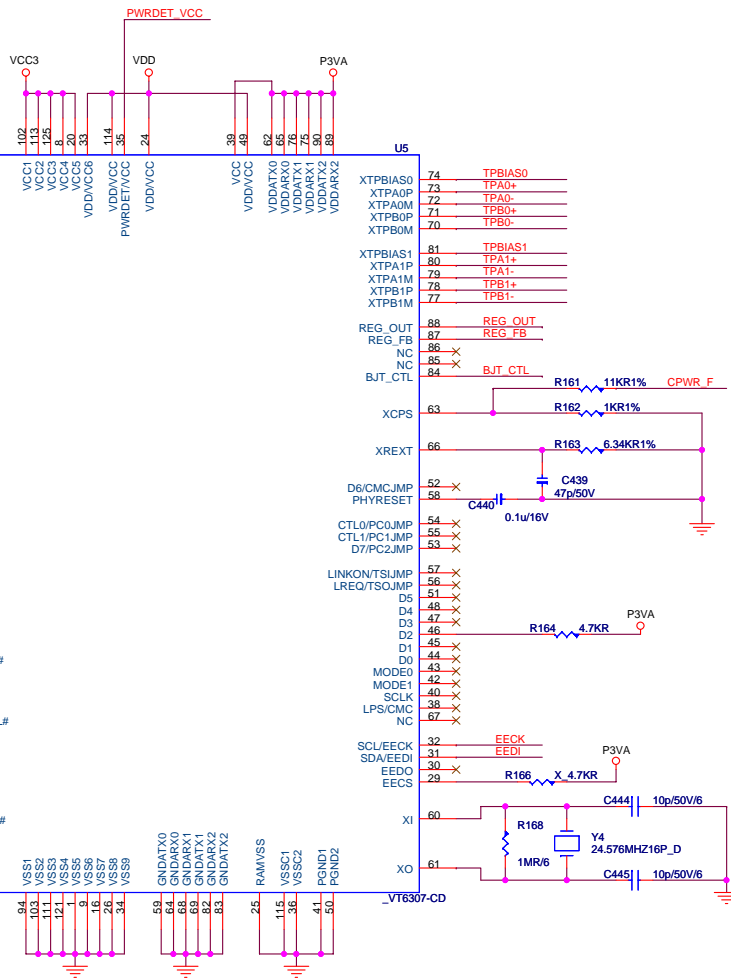 PWRDET_VCC
VCC3 VDD P3VA
102 113 125 8 20 33 114 35 24 39 49 62 65 76 75 90 89
U5
VCC1 VCC2 VCC3 VCC4 VCC5 VDD/VCC6 VDD/VCC PWRDET/VCC VDD/VCC VCC VDD/VCC VDDATX0 VDDARX0 VDDATX1 VDDARX1 VDDATX2 VDDARX2
XTPBIAS0 74 TPBIAS0
XTPA0P 73 TPA0+
XTPA0M 72 TPA0-
XTPB0P 71 TPB0+
XTPB0M 70 TPB0-
XTPBIAS1 81 TPBIAS1
XTPA1P 80 TPA1+
XTPA1M 79 TPA1-
XTPB1P 78 TPB1+
XTPB1M 77 TPB1-
REG_OUT 88 REG_OUT
REG_FB 87 REG_FB
NC 86
NC 85
BJT_CTL 84 BJT_CTL
R161 11KR1% CPWR_F
XCPS 63 R162 1KR1%
XREXT 66 R163 6.34KR1%
C439
47p/50V
D6/CMCJMP 52
PHYRESET 58
C440
0.1u/16V
CTL0/PC0JMP 54
CTL1/PC1JMP 55
D7/PC2JMP 53
LINKON/TSIJMP 57
LREQ/TSOJMP 56
D5 51
D4 48
D3 47
P3VA
D2 46 R164 4.7KR
D1 45
D0 44
MODE0 43
MODE1 42
SCLK 40
LPS/CMC 38
NC 67
#
L#
SCL/EECK 32 EECK
SDA/EEDI 31 EEDI
P3VA
EEDO 30
EECS 29 R166 X_4.7KR
C444 10p/50V/6
#
XI 60
R168
1MR/6
Y4
24.576MHZ16P_D
XO 61
C445 10p/50V/6
VSS1 VSS2 VSS3 VSS4 VSS5 VSS6 VSS7 VSS8 VSS9 GNDATX0 GNDARX0 GNDARX1 GNDATX1 GNDARX2 GNDATX2 RAMVSS VSSC1 VSSC2 PGND1 PGND2
_VT6307-CD
94 103 111 121 1 9 16 26 34 59 64 68 69 82 83 25 115 36 41 50